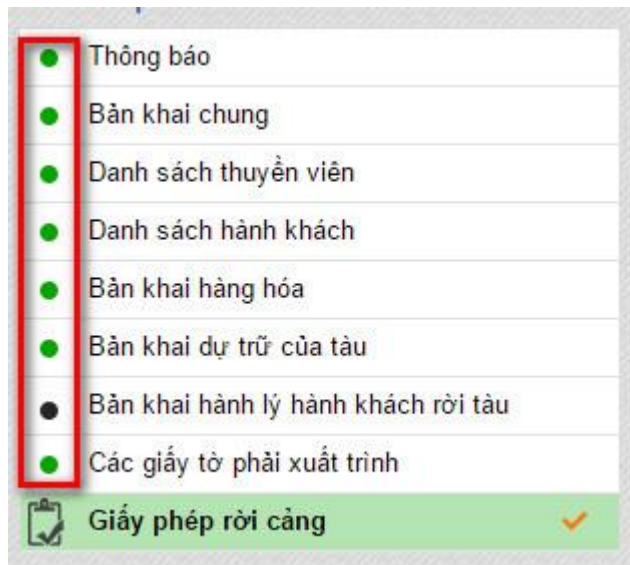 Thông báo
Bản khai chung
Danh sách thuyền viên
Danh sách hành khách
Bản khai hàng hóa
Bản khai dự trữ của tàu
Bản khai hành lý hành khách rời tàu
Các giấy tờ phải xuất trình
Giấy phép rời cảng